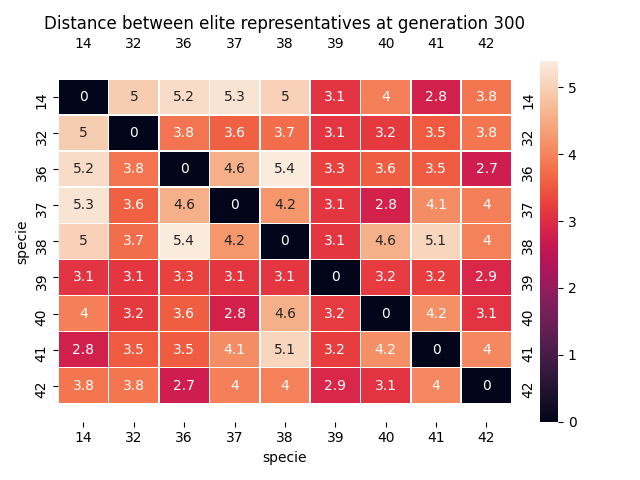 Distance between elite representatives at generation 300
14 32 36 37 38 39 40 41 42
14 0 5 5.2 5.3 5 3.1 4 2.8 3.8 14
32 5 0 3.8 3.6 3.7 3.1 3.2 3.5 3.8 32
36 5.2 3.8 0 4.6 5.4 3.3 3.6 3.5 2.7 36
37 5.3 3.6 4.6 0 4.2 3.1 2.8 4.1 4 37
38 5 3.7 5.4 4.2 0 3.1 4.6 5.1 4 38
39 3.1 3.1 3.3 3.1 3.1 0 3.2 3.2 2.9 39
40 4 3.2 3.6 2.8 4.6 3.2 0 4.2 3.1 40
41 2.8 3.5 3.5 4.1 5.1 3.2 4.2 0 4 41
42 3.8 3.8 2.7 4 4 2.9 3.1 4 0 42
14 32 36 37 38 39 40 41 42
specie
specie
5
4
3
2
1
0